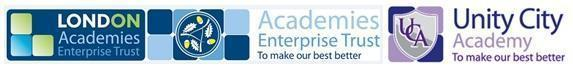 LONDON
Academies
Enterprise Trust
Academies
Enterprise Trust
To make our best better
UCA
Unity City
Academy
To make our best better